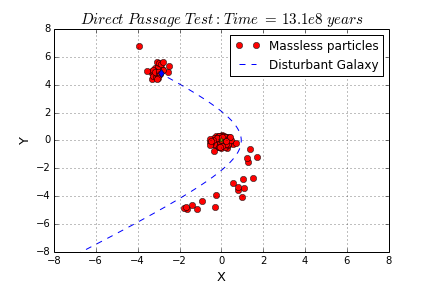 Direct Passage Test: Time = 13.1e8 years
Massless particles
Disturbant Galaxy
8
6
4
2
0
−2
−4
−6
−8
Y
−8 −6 −4 −2 0 2 4 6 8
X